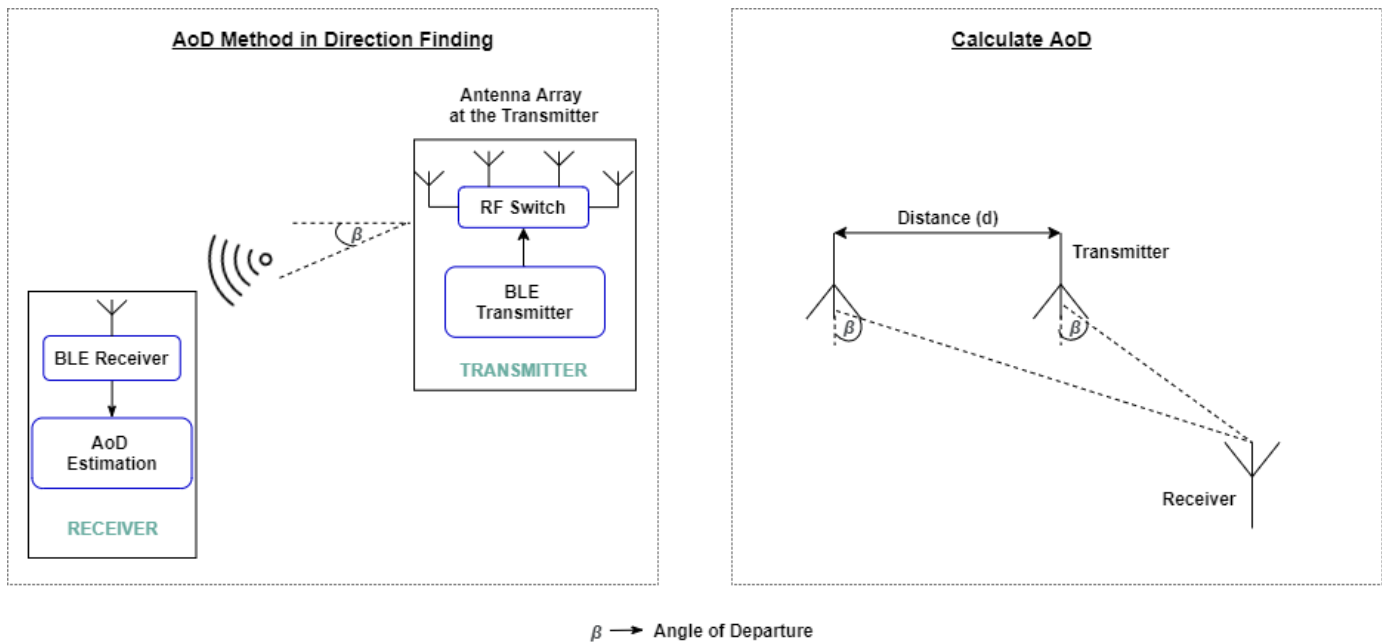 AoD Method in Direction Finding
Antenna Array
at the Transmitter
RF Switch
β
BLE
Transmitter
TRANSMITTER
BLE Receiver
AoD
Estimation
RECEIVER
Calculate AoD
Distance (d)
Transmitter
β
β
Receiver
β Angle of Departure